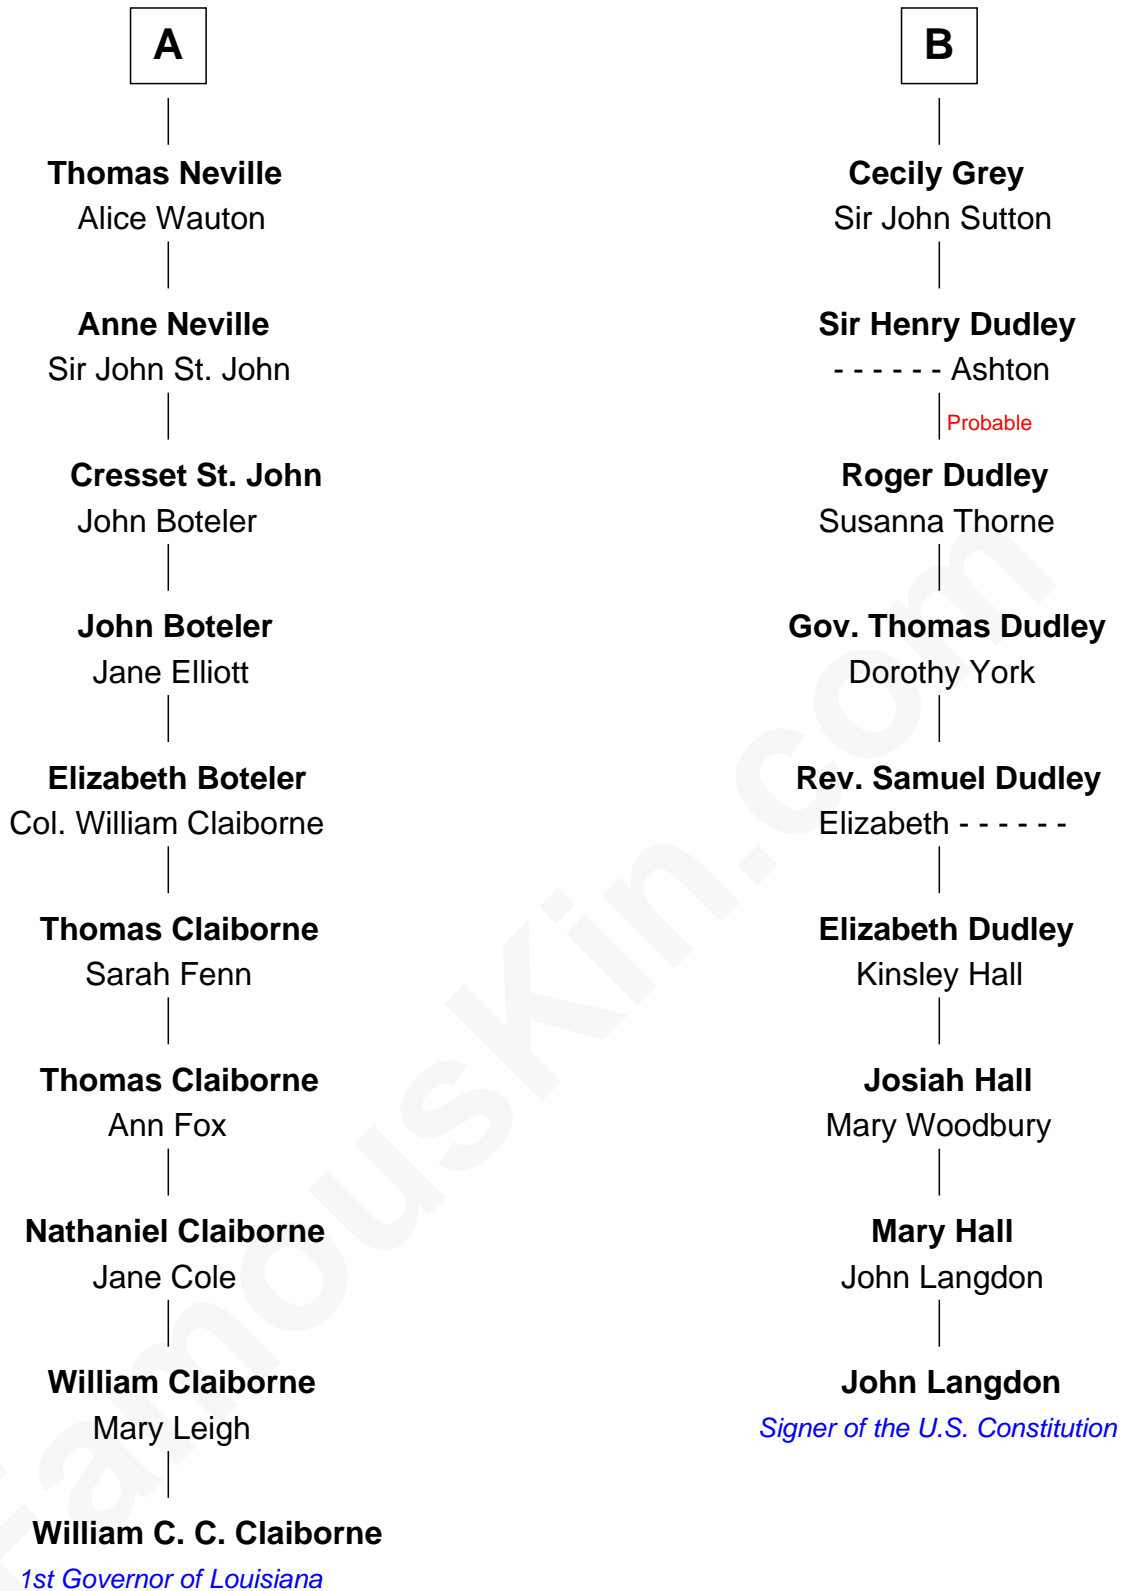 A
Thomas Neville
Alice Wauton
Anne Neville
Sir John St. John
Cresset St. John
John Boteler
John Boteler
Jane Elliott
Elizabeth Boteler
Col. William Claiborne
Thomas Claiborne
Sarah Fenn
Thomas Claiborne
Ann Fox
Nathaniel Claiborne
Jane Cole
William Claiborne
Mary Leigh
William C. C. Claiborne
1st Governor of Louisiana
B
Cecily Grey
Sir John Sutton
Sir Henry Dudley
- - - - - - Ashton
Probable
Roger Dudley
Susanna Thorne
Gov. Thomas Dudley
Dorothy York
Rev. Samuel Dudley
Elizabeth - - - - - -
Elizabeth Dudley
Kinsley Hall
Josiah Hall
Mary Woodbury
Mary Hall
John Langdon
John Langdon
Signer of the U.S. Constitution
FamousKin.com